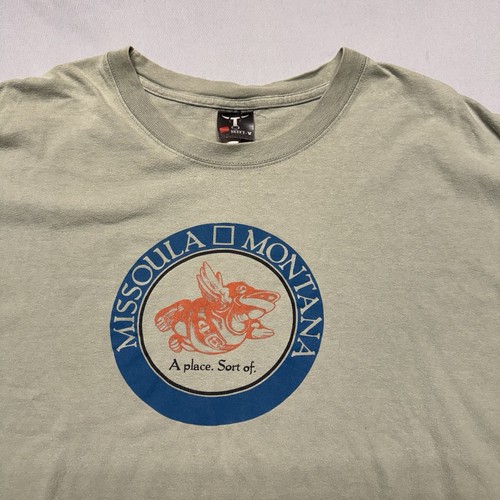 MISSOULA □ MONTANA
A place. Sort of.